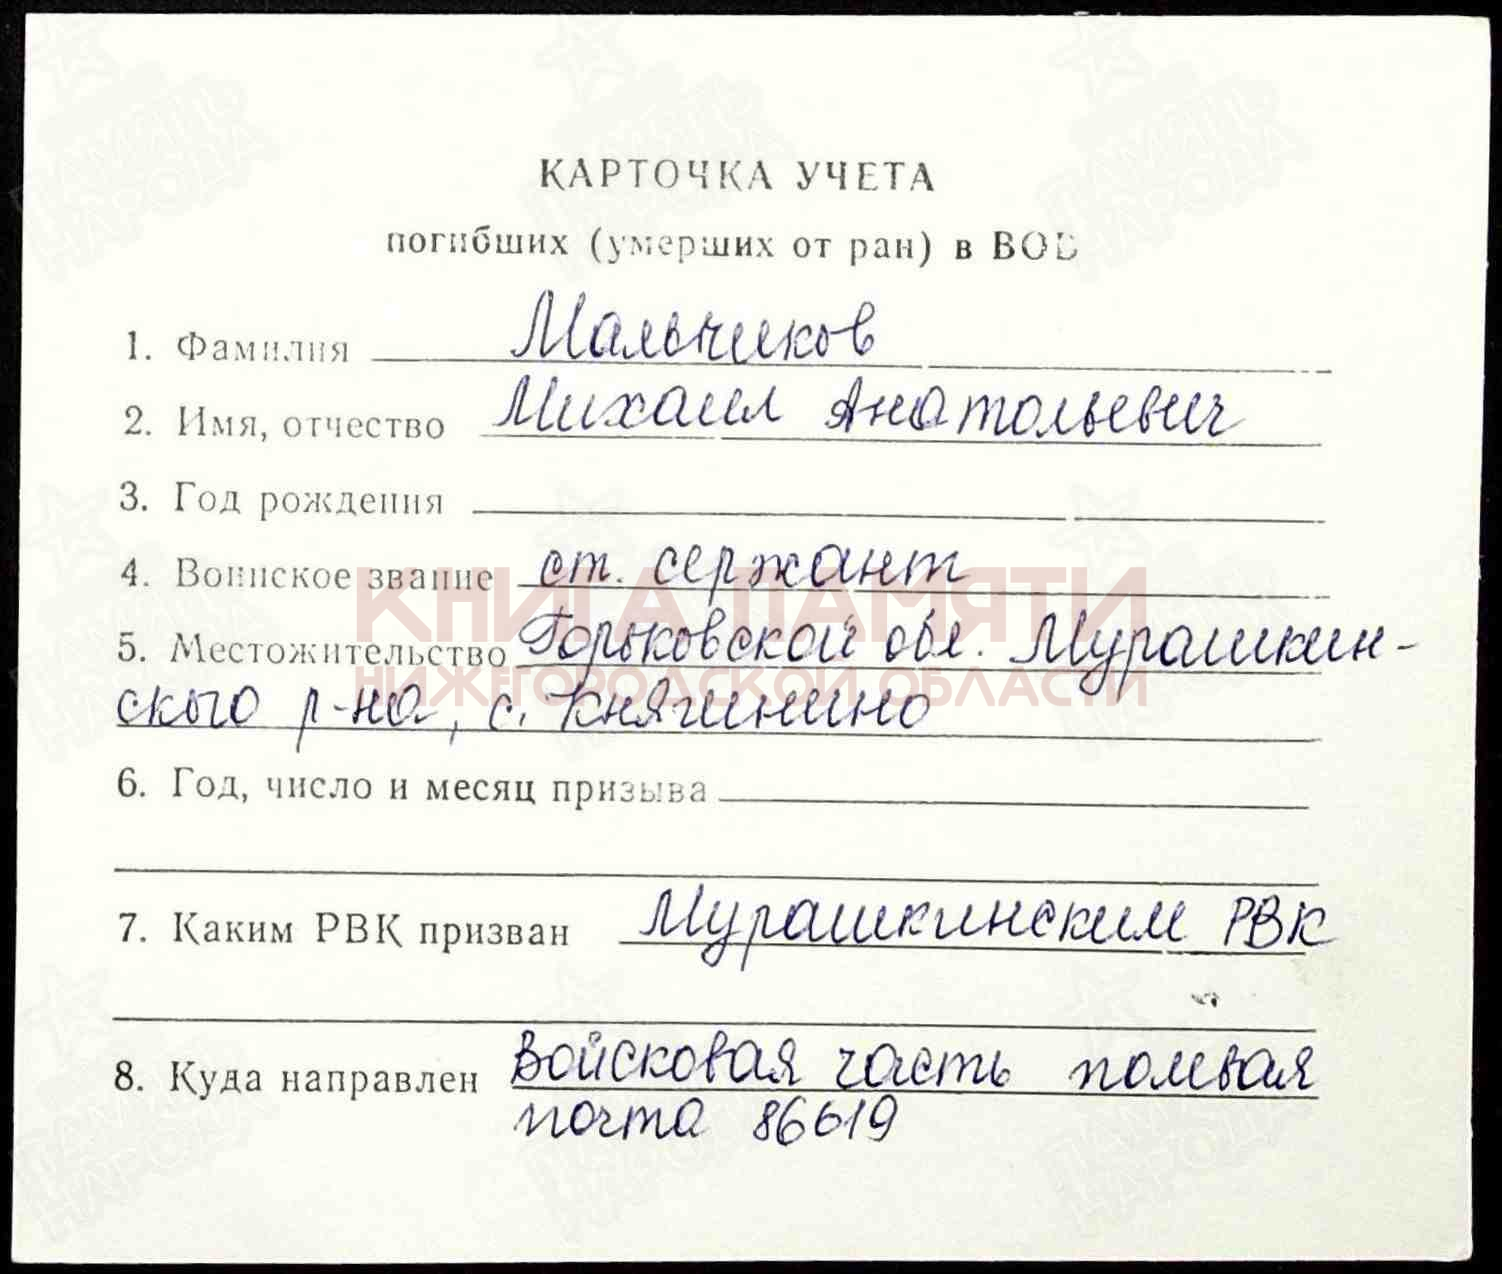 КАРТОЧКА УЧЕТА
погибших (умерших от ран) в ВОВ
1. Фамилия Мальчиков
2. Имя, отчество Михаил Анатольевич
3. Год рождения
4. Воинское звание ст. сержант
КНИГА ПАМЯТИ
5. Местожительство Горьковской обл. Мурашкин-
НИЖЕГОРОДСКОЙ ОБЛАСТИ
ского р-на, с. Княгинино
6. Год, число и месяц призыва
7. Каким РВК призван Мурашкинским РВК
8. Куда направлен Войсковая часть полевая
почта 86619